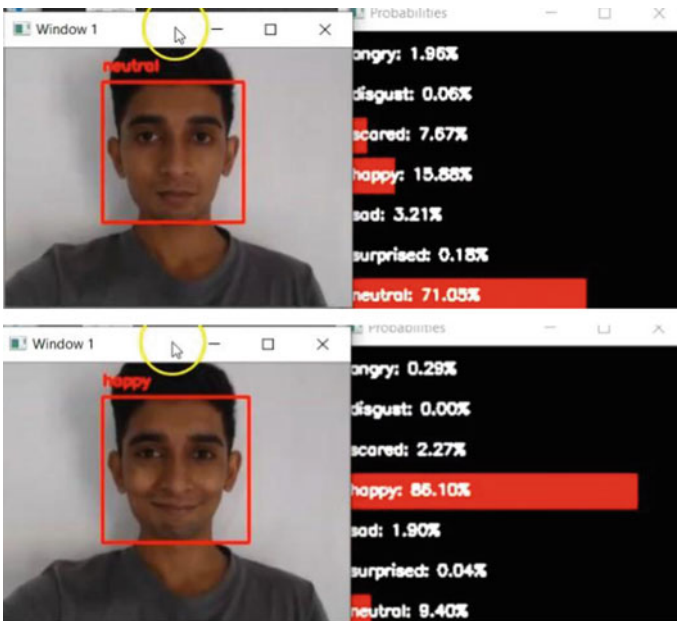 Window 1
Probabilities
neutral
angry: 1.96%
disgust: 0.06%
scared: 7.67%
happy: 15.88%
sad: 3.21%
surprised: 0.18%
neutral: 71.05%
Window 1
Probabilities
happy
angry: 0.29%
disgust: 0.00%
scared: 2.27%
happy: 86.10%
sad: 1.90%
surprised: 0.04%
neutral: 9.40%